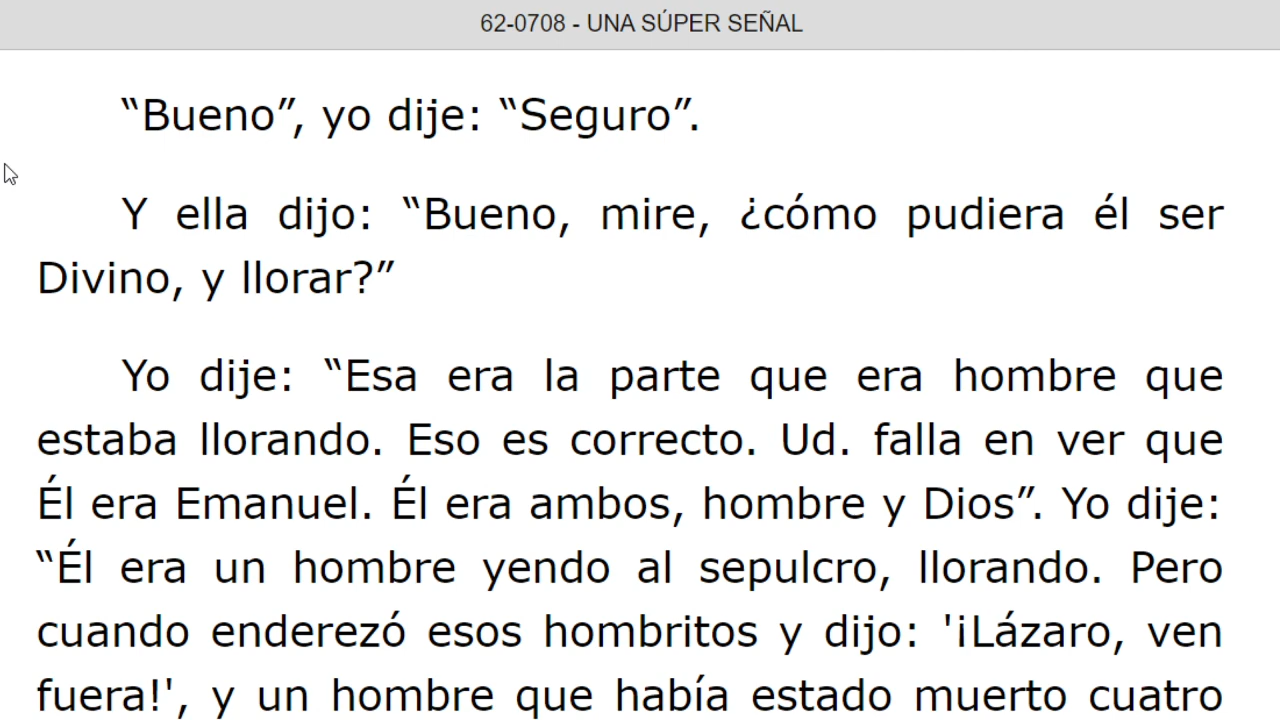 62-0708 - UNA SÚPER SEÑAL
“Bueno”, yo dije: “Seguro”.
Y ella dijo: “Bueno, mire, ¿cómo pudiera él ser
Divino, y llorar?”
Yo dije: “Esa era la parte que era hombre que
estaba llorando. Eso es correcto. Ud. falla en ver que
Él era Emanuel. Él era ambos, hombre y Dios”. Yo dije:
“Él era un hombre yendo al sepulcro, llorando. Pero
cuando enderezó esos hombritos y dijo: '¡Lázaro, ven
fuera!', y un hombre que había estado muerto cuatro